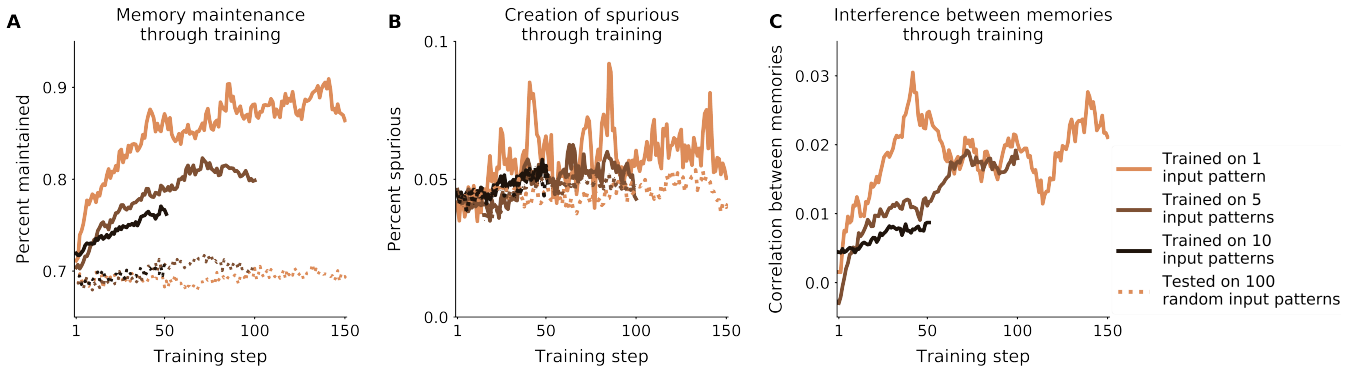 A
Memory maintenance
through training
Percent maintained
0.9
0.8
0.7
1
50
100
150
Training step
B
Creation of spurious
through training
Percent spurious
0.1
0.05
0.0
1
50
100
150
Training step
C
Interference between memories
through training
Correlation between memories
0.03
0.02
0.01
0.0
1
50
100
150
Training step
Trained on 1
input pattern
Trained on 5
input patterns
Trained on 10
input patterns
Tested on 100
random input patterns